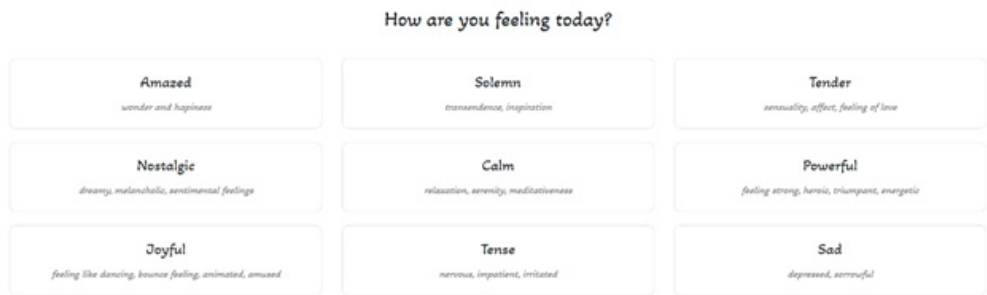 How are you feeling today?
Amazed
wonder and hapiness
Solemn
transendence, inspiration
Tender
sensuality, affect, feeling of love
Nostalgic
dreamy, melancholic, sentimental feelings
Calm
relaxation, serenity, meditativeness
Powerful
feeling strong, heroic, triumpant, energetic
Joyful
feeling like dancing, bounce feeling, animated, amused
Tense
nervous, impatient, irritated
Sad
depressed, sorrowful